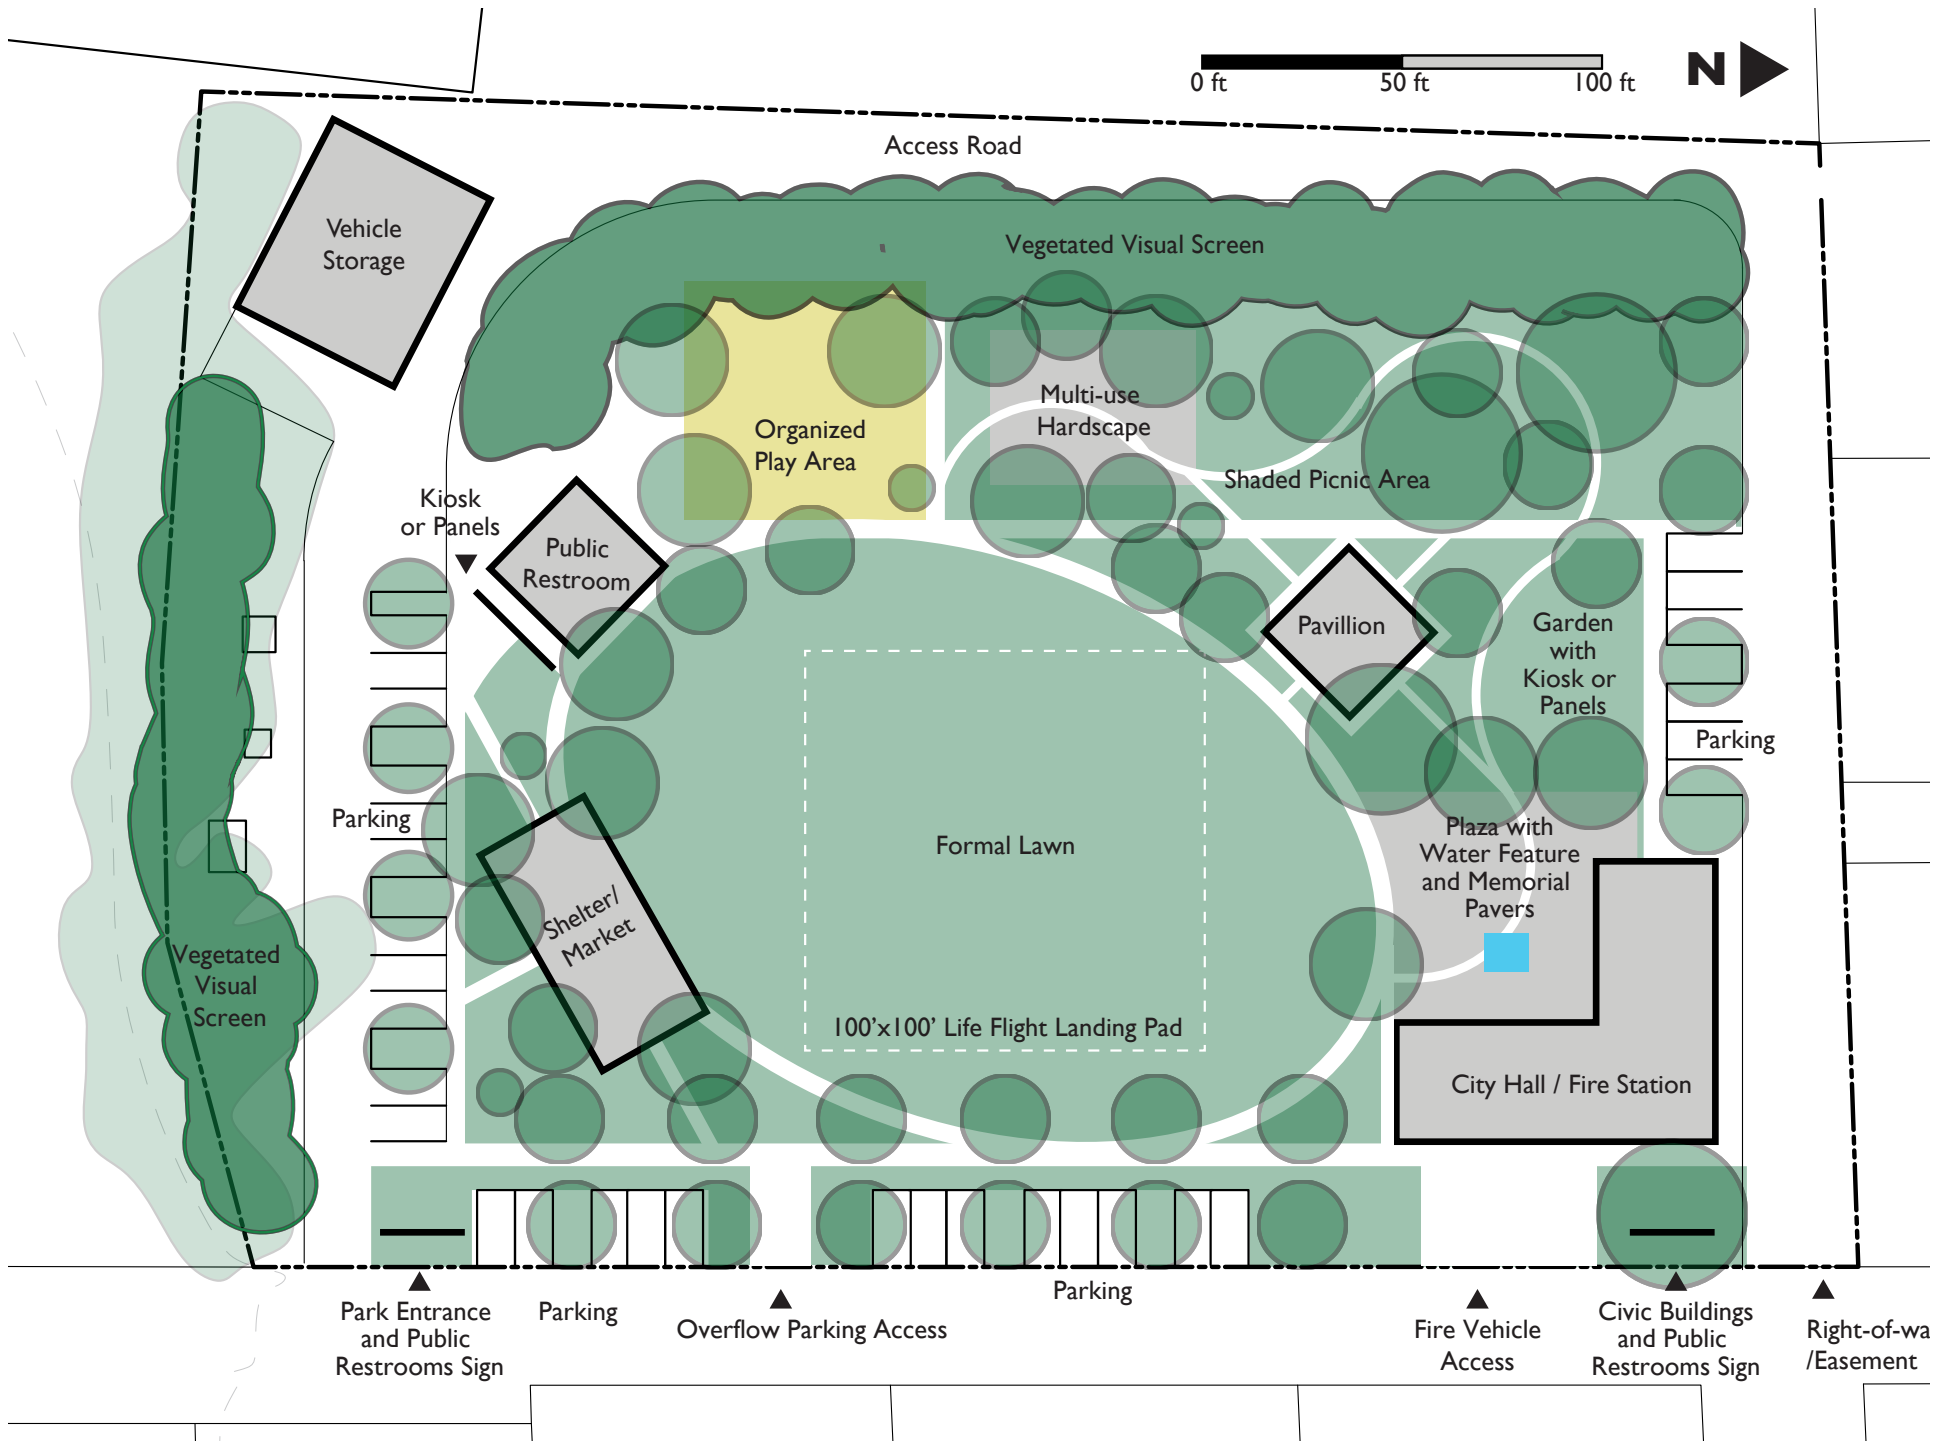 0 ft 50 ft 100 ft
N
Access Road
Vehicle
Storage
Vegetated Visual Screen
Multi-use
Hardscape
Organized
Play Area
Shaded Picnic Area
Kiosk
or Panels
Public
Restroom
Pavillion
Garden
with
Kiosk or
Panels
Parking
Parking
Formal Lawn
Plaza with
Water Feature
and Memorial
Pavers
Shelter/
Market
Vegetated
Visual
Screen
100’x100’ Life Flight Landing Pad
City Hall / Fire Station
Park Entrance
and Public
Restrooms Sign
Parking
Overflow Parking Access
Parking
Fire Vehicle
Access
Civic Buildings
and Public
Restrooms Sign
Right-of-wa
/Easement